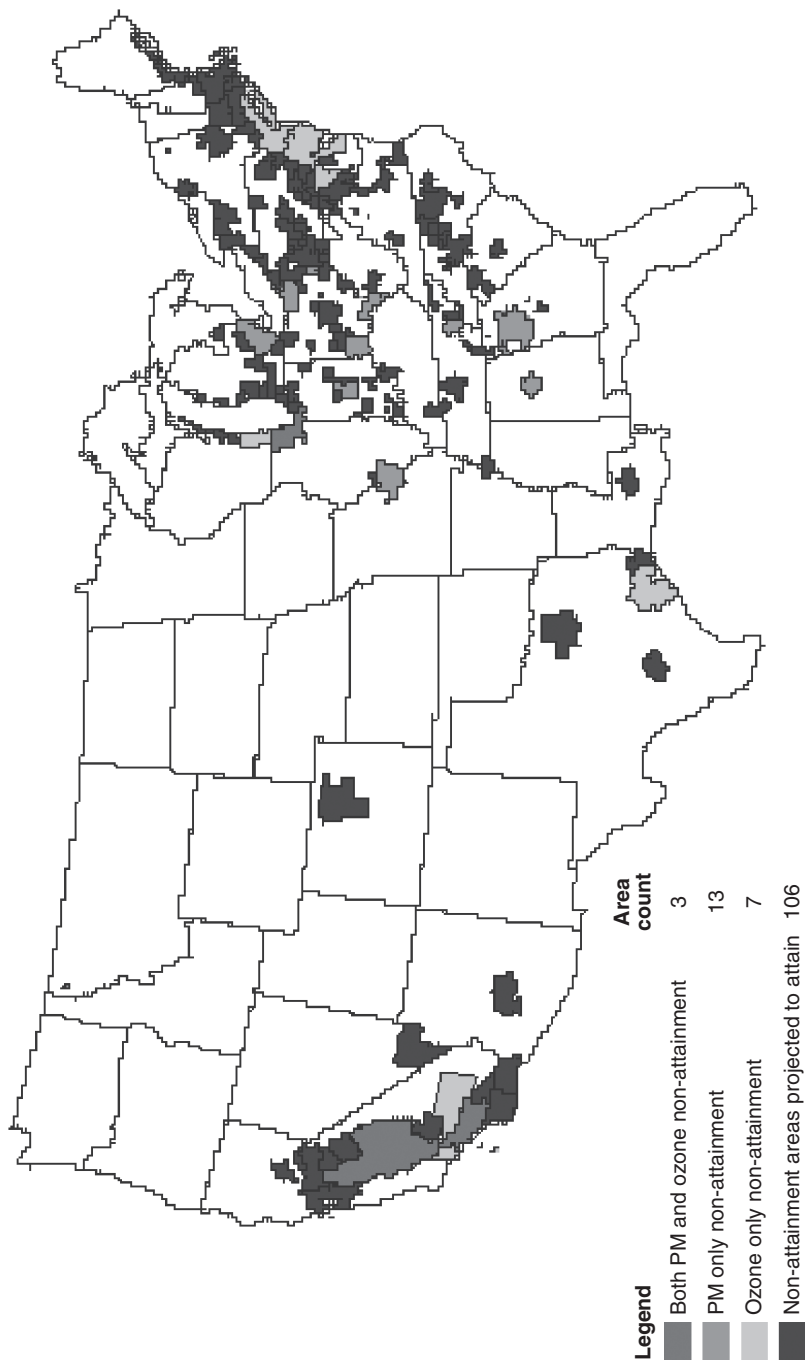 Legend
Area
count
Both PM and ozone non-attainment 3
PM only non-attainment 13
Ozone only non-attainment 7
Non-attainment areas projected to attain 106